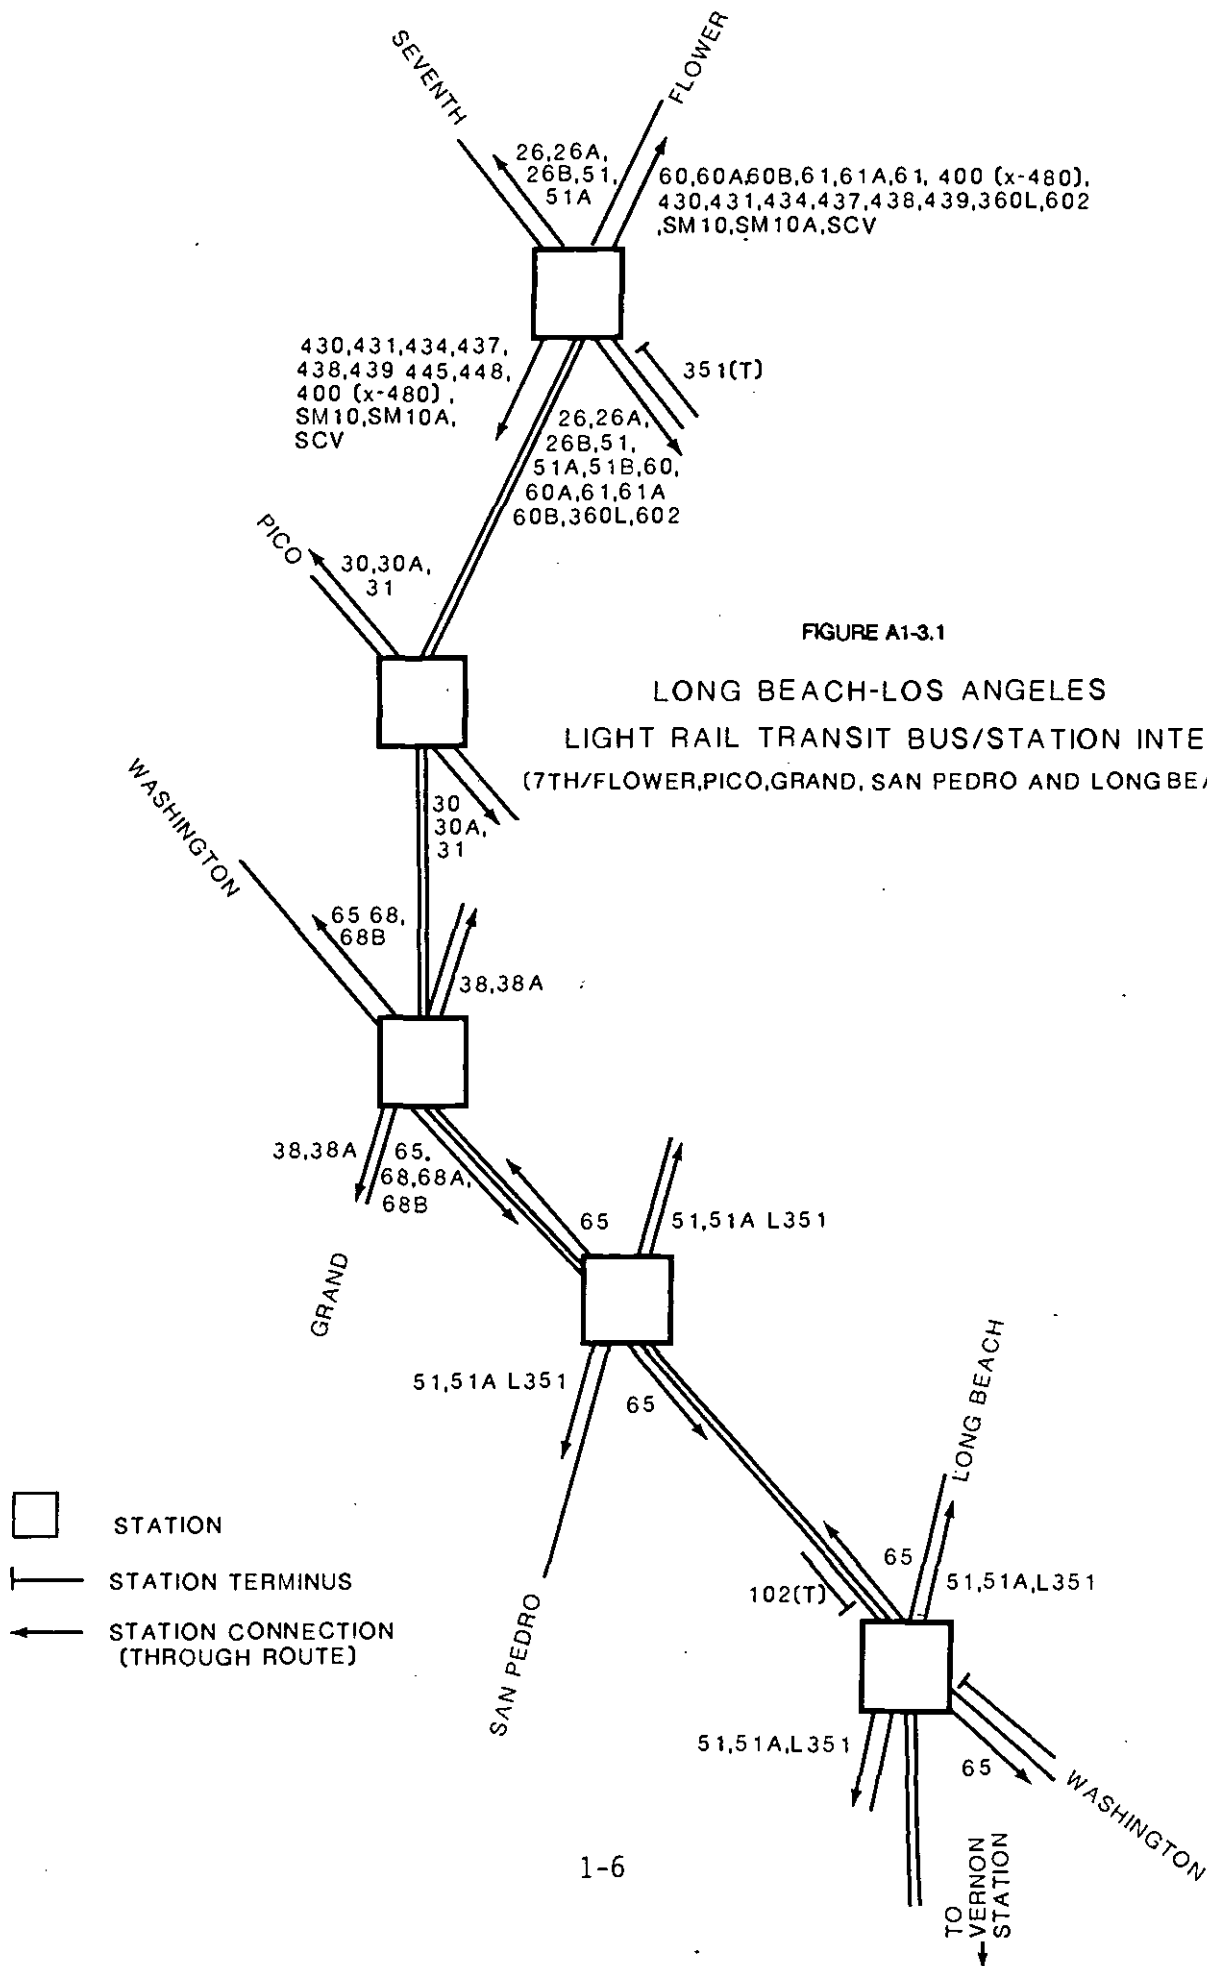 SEVENTH
FLOWER
26,26A,
26B,51,
51A
60,60A,60B,61,61A,61, 400 (x-480),
430,431,434,437,438,439,360L,602
,SM10,SM10A,SCV
430,431,434,437,
438,439 445,448,
400 (x-480),
SM10,SM10A,
SCV
351(T)
26,26A,
26B,51,
51A,51B,60,
60A,61,61A
60B,360L,602
PICO
30,30A,
31
FIGURE A1-3.1
LONG BEACH-LOS ANGELES
LIGHT RAIL TRANSIT BUS/STATION INTE
(7TH/FLOWER,PICO,GRAND, SAN PEDRO AND LONG BEA
30
30A,
31
WASHINGTON
65 68,
68B
38,38A
38,38A
65.
68,68A,
68B
GRAND
65
51,51A L351
51,51A L351
65
SAN PEDRO
LONG BEACH
65
51,51A,L351
102(T)
51,51A,L351
65
WASHINGTON
STATION
STATION TERMINUS
STATION CONNECTION
(THROUGH ROUTE)
TO
VERNON
STATION
1-6